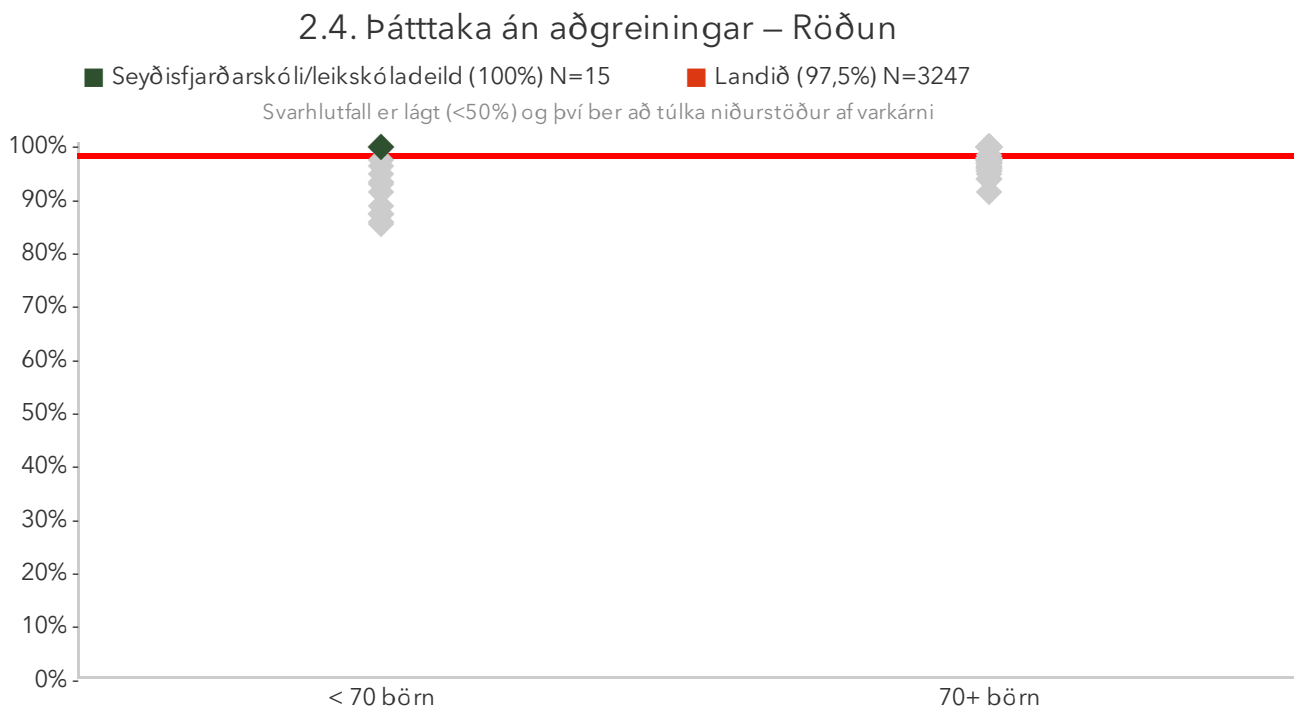 2.4. Þátttaka án aðgreiningar – Röðun
Seyðisfjarðarskóli/leikskóladeild (100%) N=15 Landið (97,5%) N=3247
Svarhlutfall er lágt (<50%) og því ber að túlka niðurstöður af varkárni
100%
90%
80%
70%
60%
50%
40%
30%
20%
10%
0%
< 70 börn 70+ börn